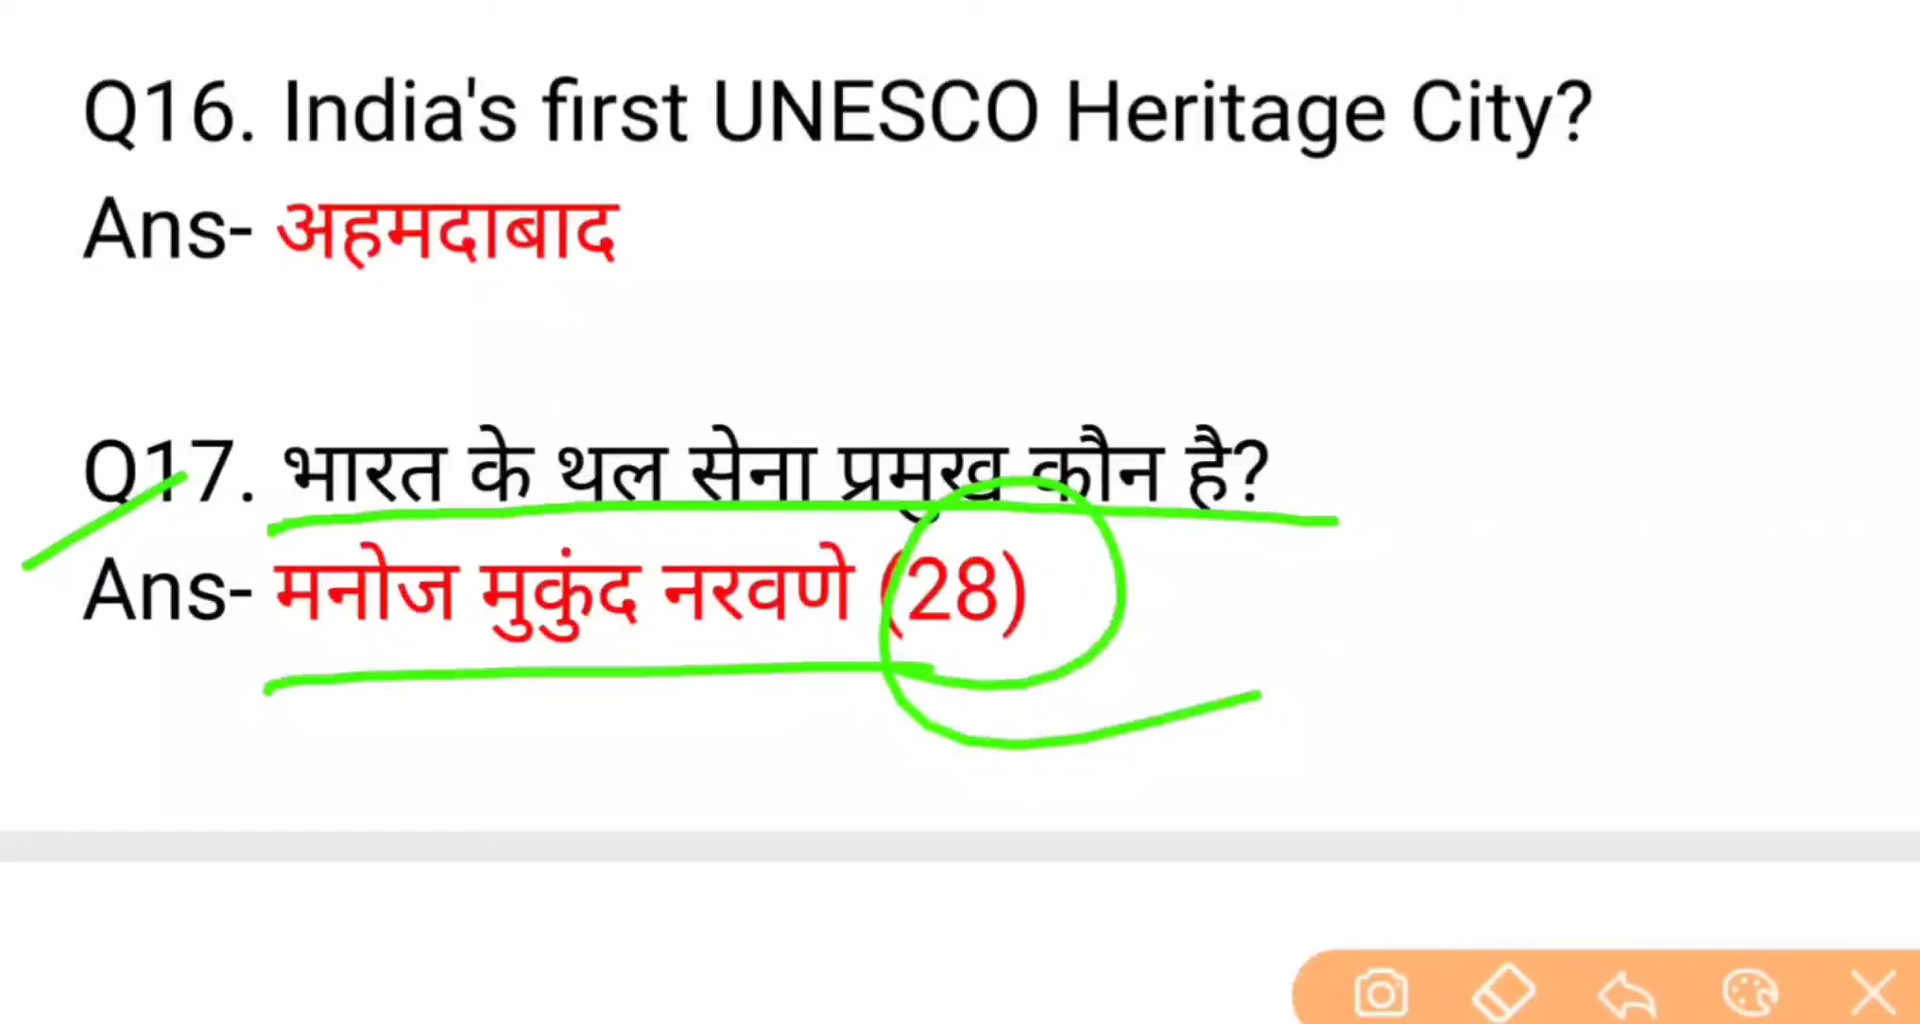 Q16. India's first UNESCO Heritage City?
Ans- अहमदाबाद
Q17. भारत के थल सेना प्रमुख कौन है?
Ans- मनोज मुकुंद नरवणे (28)